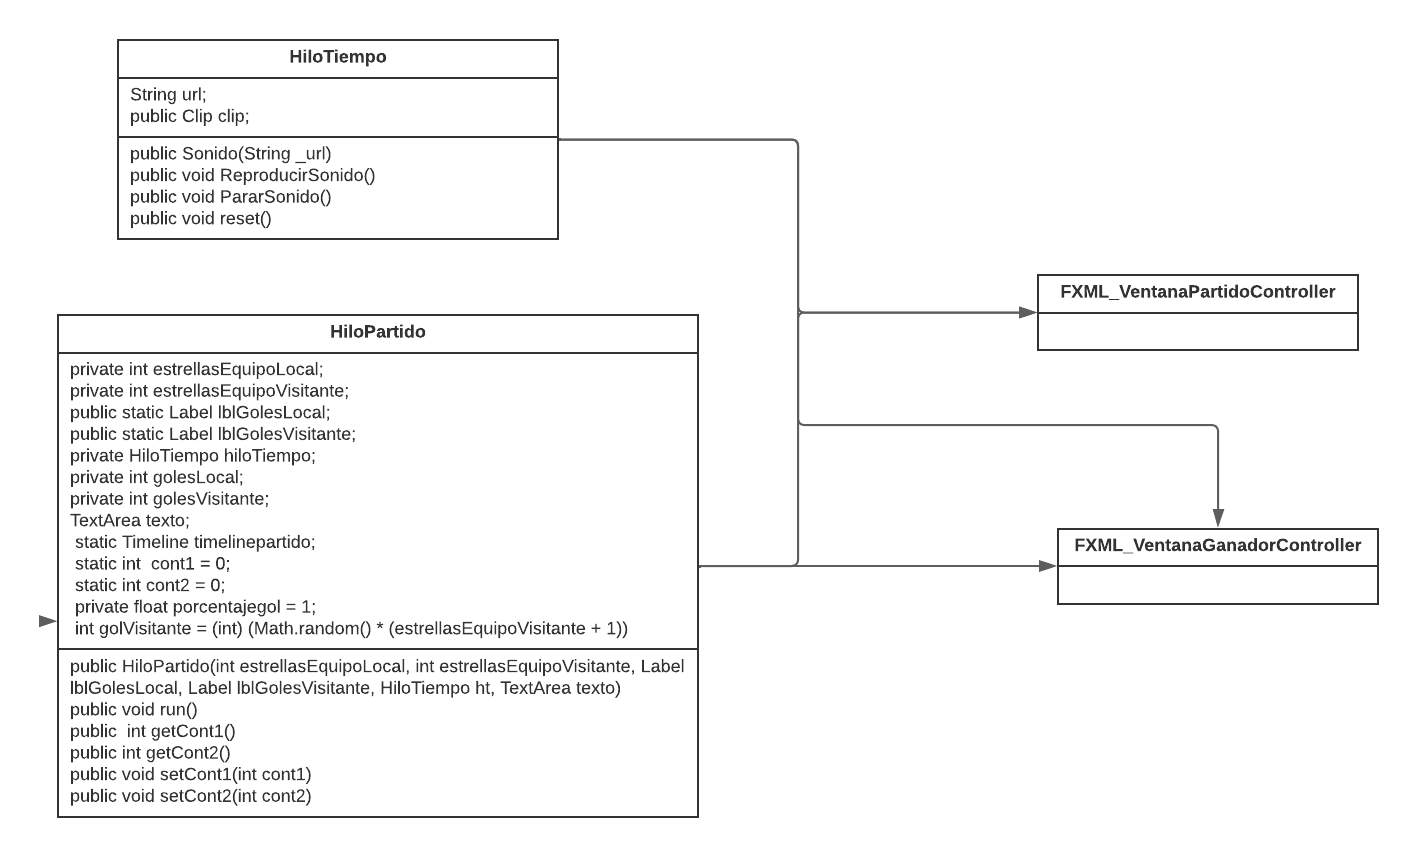 HiloTiempo
String url;
public Clip clip;
public Sonido(String _url)
public void ReproducirSonido()
public void PararSonido()
public void reset()
FXML_VentanaPartidoController
HiloPartido
private int estrellasEquipoLocal;
private int estrellasEquipoVisitante;
public static Label lblGolesLocal;
public static Label lblGolesVisitante;
private HiloTiempo hiloTiempo;
private int golesLocal;
private int golesVisitante;
TextArea texto;
static Timeline timelinepartido;
static int  cont1 = 0;
static int cont2 = 0;
private float porcentajegol = 1;
int golVisitante = (int) (Math.random() * (estrellasEquipoVisitante + 1))
public HiloPartido(int estrellasEquipoLocal, int estrellasEquipoVisitante, Label
lblGolesLocal, Label lblGolesVisitante, HiloTiempo ht, TextArea texto)
public void run()
public  int getCont1()
public int getCont2()
public void setCont1(int cont1)
public void setCont2(int cont2)
FXML_VentanaGanadorController